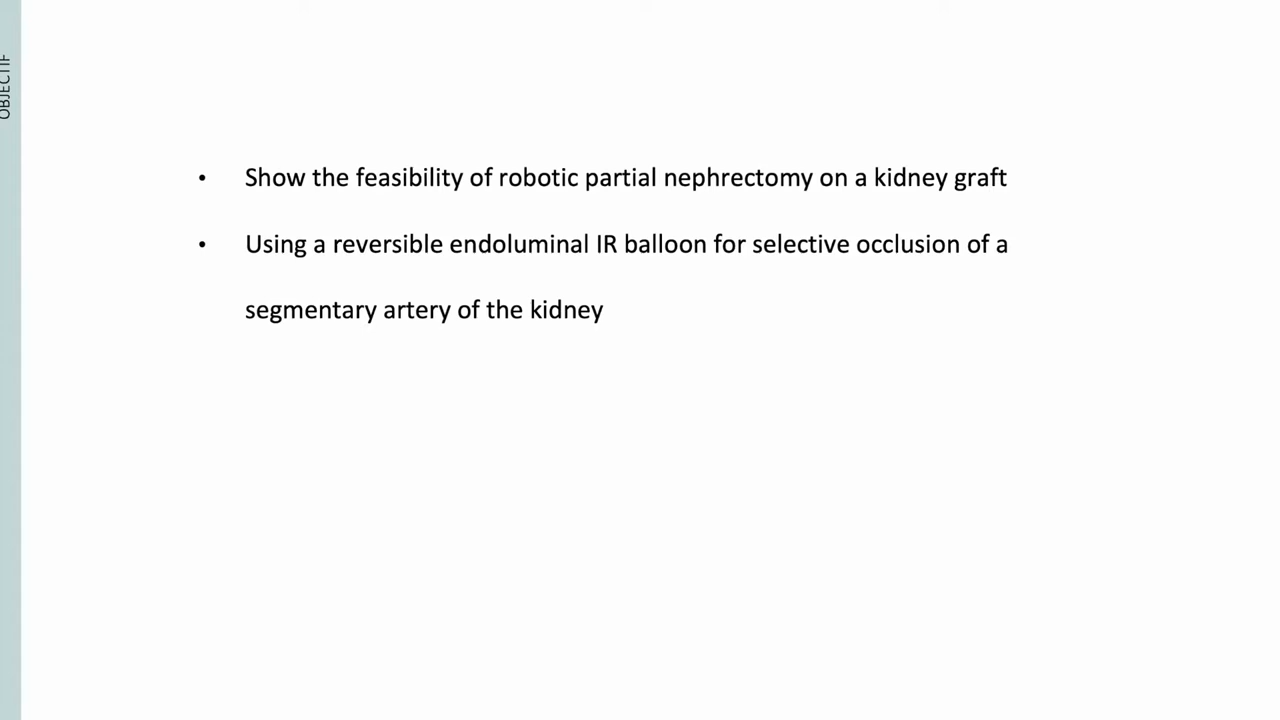 OBJECTIF
• Show the feasibility of robotic partial nephrectomy on a kidney graft
• Using a reversible endoluminal IR balloon for selective occlusion of a
segmentary artery of the kidney